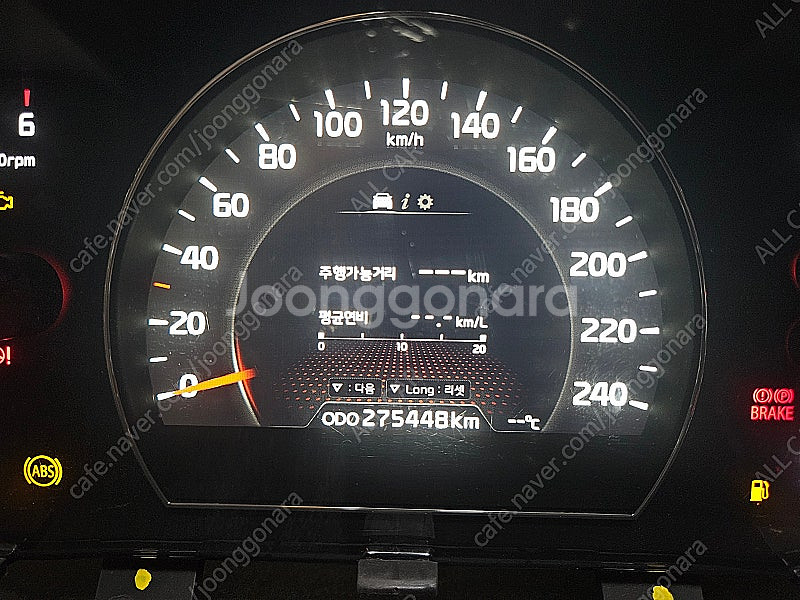 120
100
140
km/h
80
160
60
180
40
200
20
220
0
240
6
0rpm
i
주행가능거리 ---km
평균연비 --.-km/L
0 10 20
▽ : 다음 ▽ Long : 리셋
ODO 275448km --℃
ABS
BRAKE
Joonggonara
cafe.naver.com/joonggonara
ALL CAR